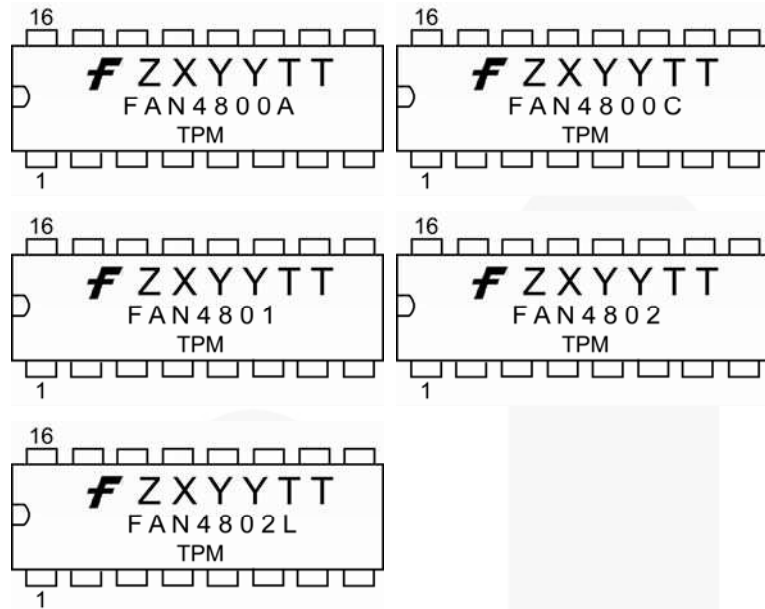 16
ZXYYTT
FAN4800A
TPM
1
16
ZXYYTT
FAN4800C
TPM
1
16
ZXYYTT
FAN4801
TPM
1
16
ZXYYTT
FAN4802
TPM
1
16
ZXYYTT
FAN4802L
TPM
1